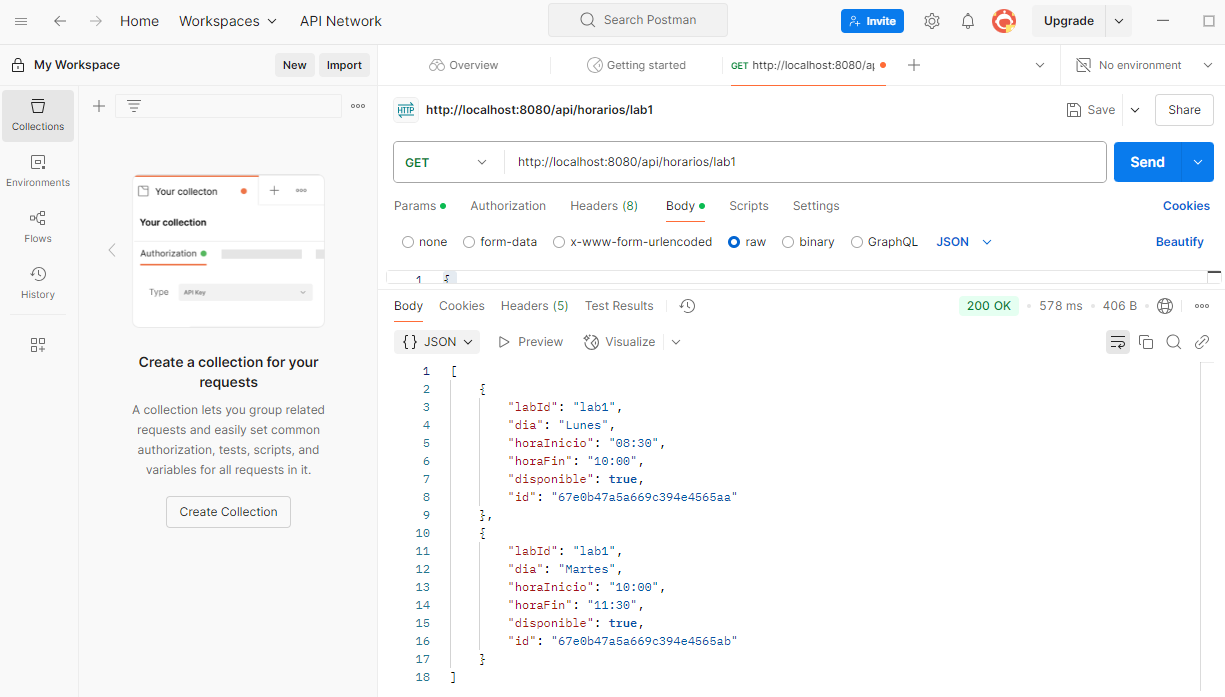 Home Workspaces API Network Search Postman Invite Upgrade
My Workspace New Import Overview Getting started GET http://localhost:8080/ap No environment
Collections
Environments
Flows
History
Your collecton
Your collection
Authorization
Type API Key
Create a collection for your
requests
A collection lets you group related
requests and easily set common
authorization, tests, scripts, and
variables for all requests in it.
Create Collection
HTTP http://localhost:8080/api/horarios/lab1 Save Share
GET http://localhost:8080/api/horarios/lab1 Send
Params Authorization Headers (8) Body Scripts Settings Cookies
none form-data x-www-form-urlencoded raw binary GraphQL JSON Beautify
1 {
Body Cookies Headers (5) Test Results 200 OK 578 ms 406 B
{} JSON Preview Visualize
1 [
2 {
3 "labId": "lab1",
4 "dia": "Lunes",
5 "horaInicio": "08:30",
6 "horaFin": "10:00",
7 "disponible": true,
8 "id": "67e0b47a5a669c394e4565aa"
9 },
10 {
11 "labId": "lab1",
12 "dia": "Martes",
13 "horaInicio": "10:00",
14 "horaFin": "11:30",
15 "disponible": true,
16 "id": "67e0b47a5a669c394e4565ab"
17 }
18 ]